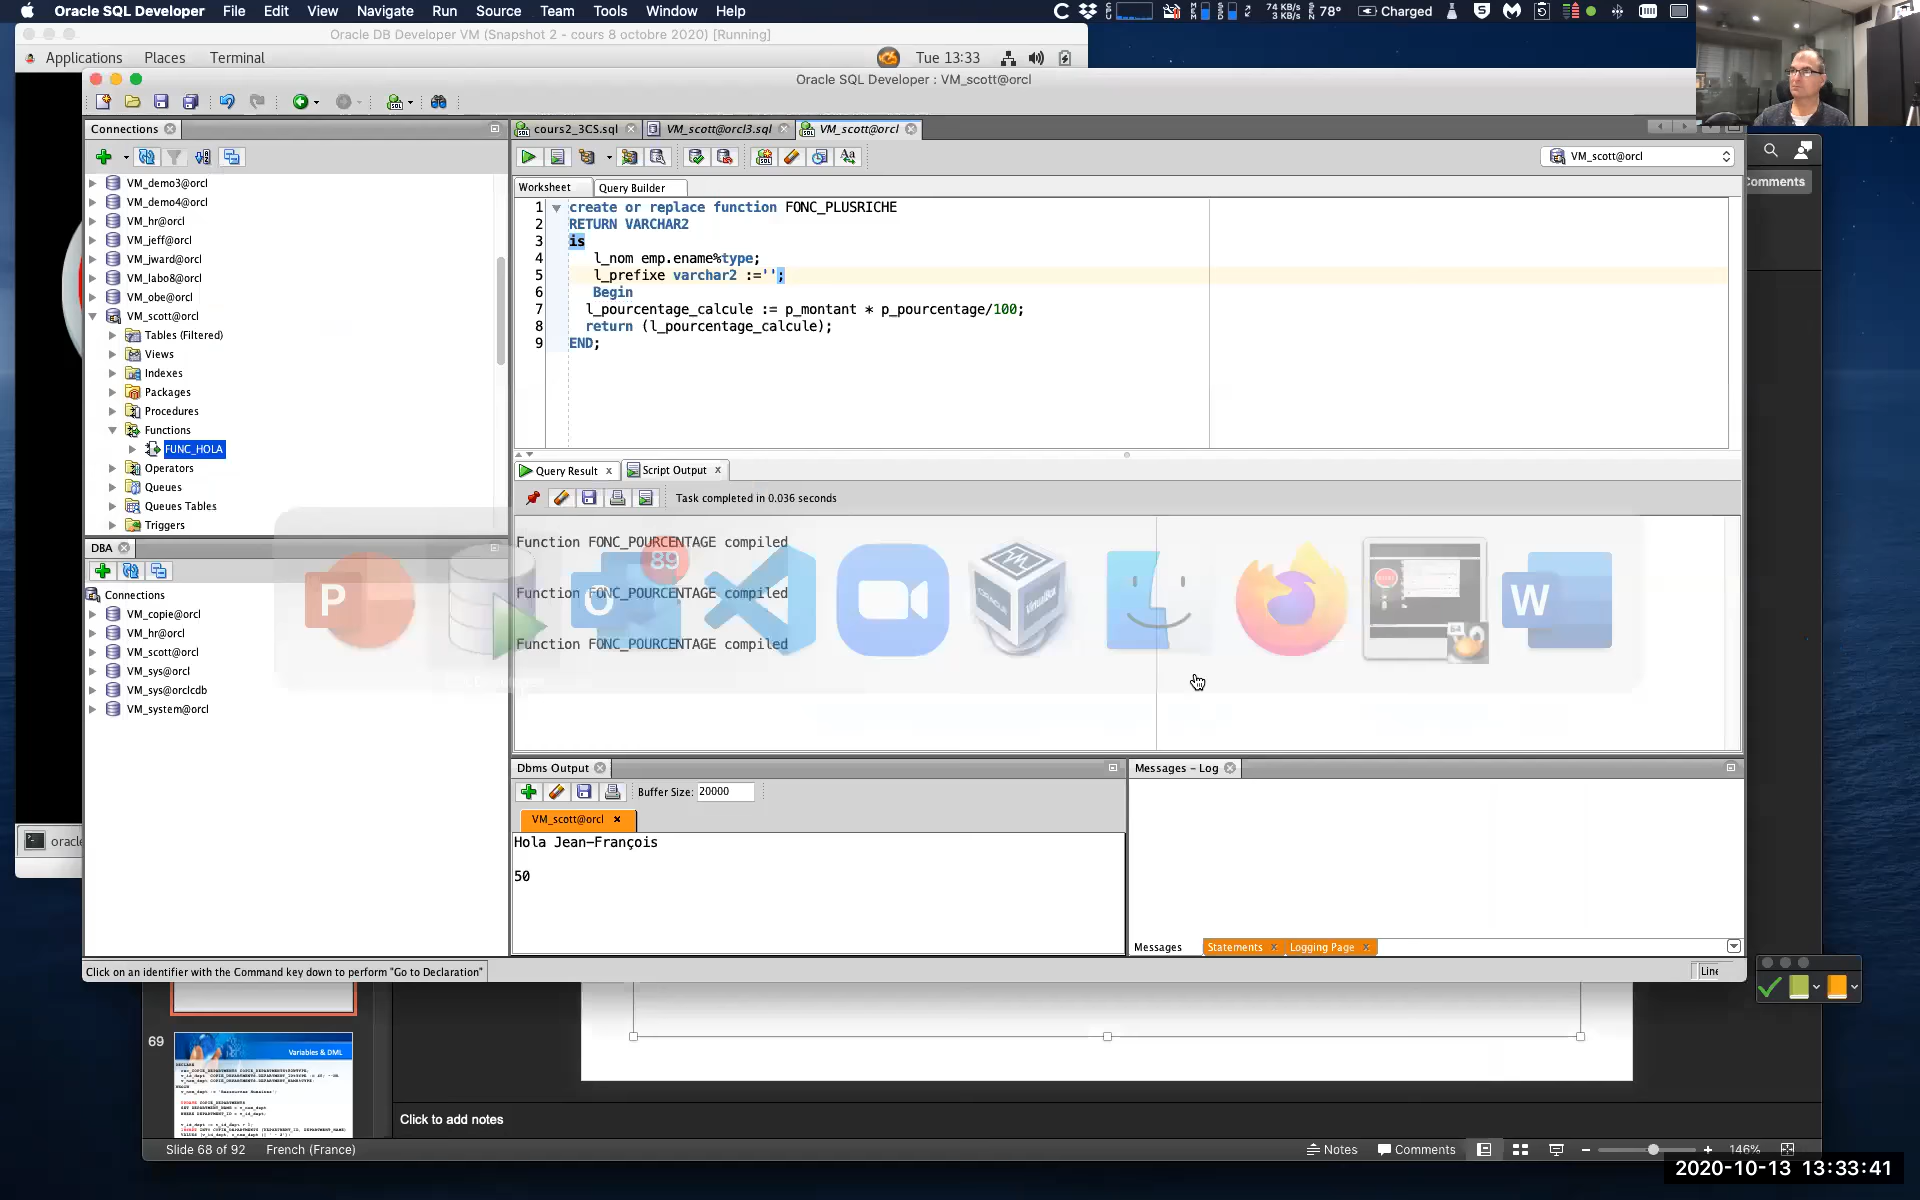 Oracle SQL Developer File Edit View Navigate Run Source Team Tools Window Help
74 KB/s
3 KB/s
78°
Charged
Oracle DB Developer VM (Snapshot 2 - cours 8 octobre 2020) [Running]
Applications Places Terminal
Tue 13:33
Oracle SQL Developer : VM_scott@orcl
Connections
cours2_3CS.sql
VM_scott@orcl3.sql
VM_scott@orcl
VM_scott@orcl
Worksheet
Query Builder
Comments
VM_demo3@orcl
VM_demo4@orcl
VM_hr@orcl
VM_jeff@orcl
VM_jward@orcl
VM_labo8@orcl
VM_obe@orcl
VM_scott@orcl
Tables (Filtered)
Views
Indexes
Packages
Procedures
Functions
FUNC_HOLA
Operators
Queues
Queues Tables
Triggers
1 create or replace function FONC_PLUSRICHE
2 RETURN VARCHAR2
3 is
4 l_nom emp.ename%type;
5 l_prefixe varchar2 :='';
6 Begin
7 l_pourcentage_calcule := p_montant * p_pourcentage/100;
8 return (l_pourcentage_calcule);
9 END;
Query Result
Script Output
Task completed in 0.036 seconds
Function FONC_POURCENTAGE compiled
Function FONC_POURCENTAGE compiled
Function FONC_POURCENTAGE compiled
P
89
O
W
DBA
Connections
VM_copie@orcl
VM_hr@orcl
VM_scott@orcl
VM_sys@orcl
VM_sys@orclcdb
VM_system@orcl
Dbms Output
Buffer Size: 20000
VM_scott@orcl
Hola Jean-François
50
Messages - Log
Messages
Statements
Logging Page
oracle
Click on an identifier with the Command key down to perform "Go to Declaration"
Line
69
Variables & DML
Click to add notes
Slide 68 of 92
French (France)
Notes
Comments
146%
2020-10-13 13:33:41